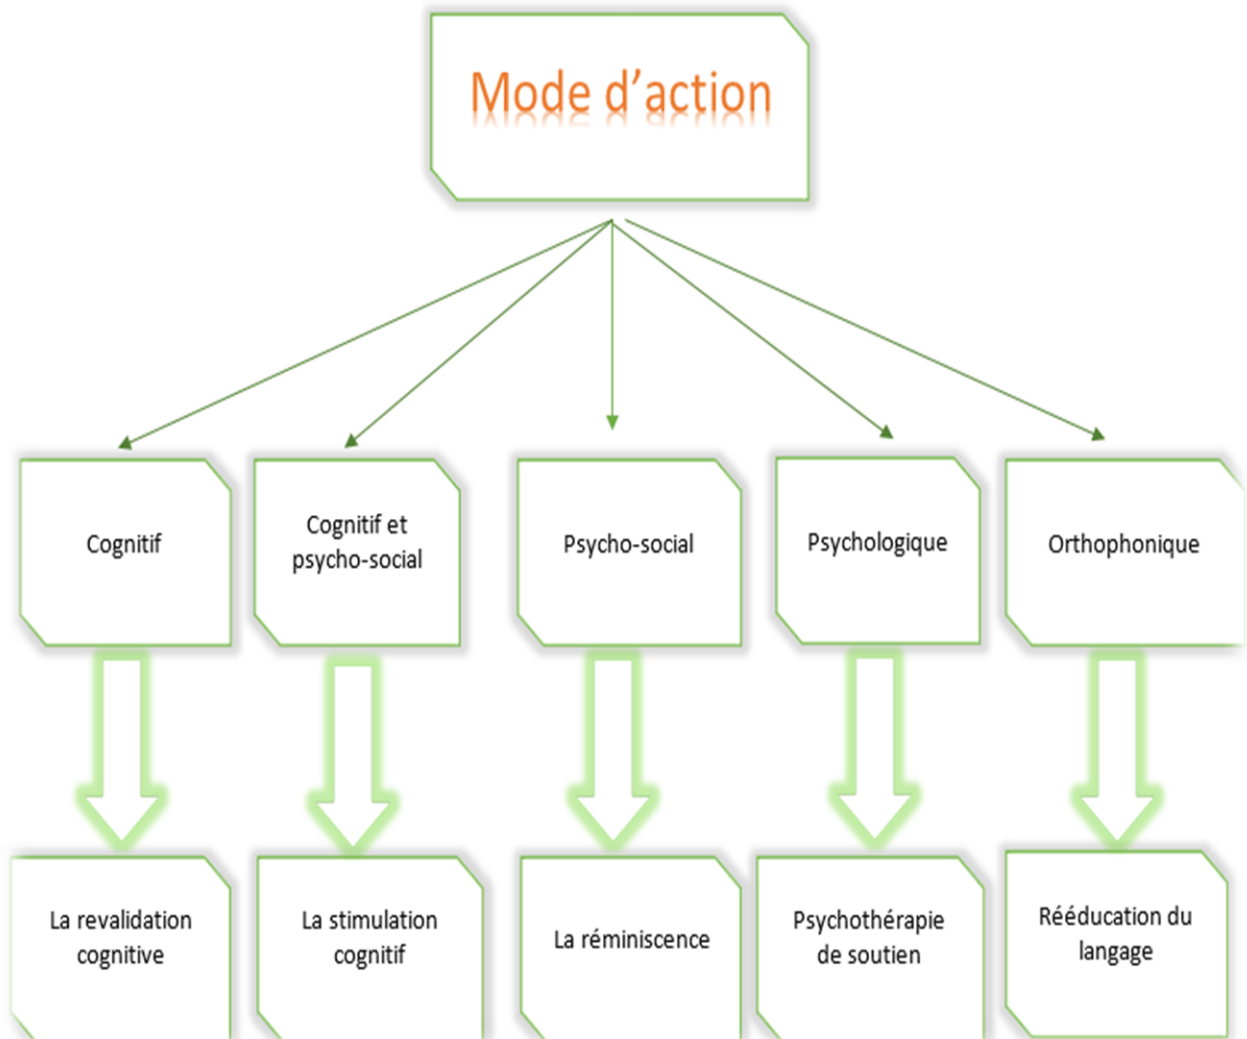 Mode d’action
Cognitif
Cognitif et
psycho-social
Psycho-social
Psychologique
Orthophonique
La revalidation
cognitive
La stimulation
cognitif
La réminiscence
Psychothérapie
de soutien
Rééducation du
langage